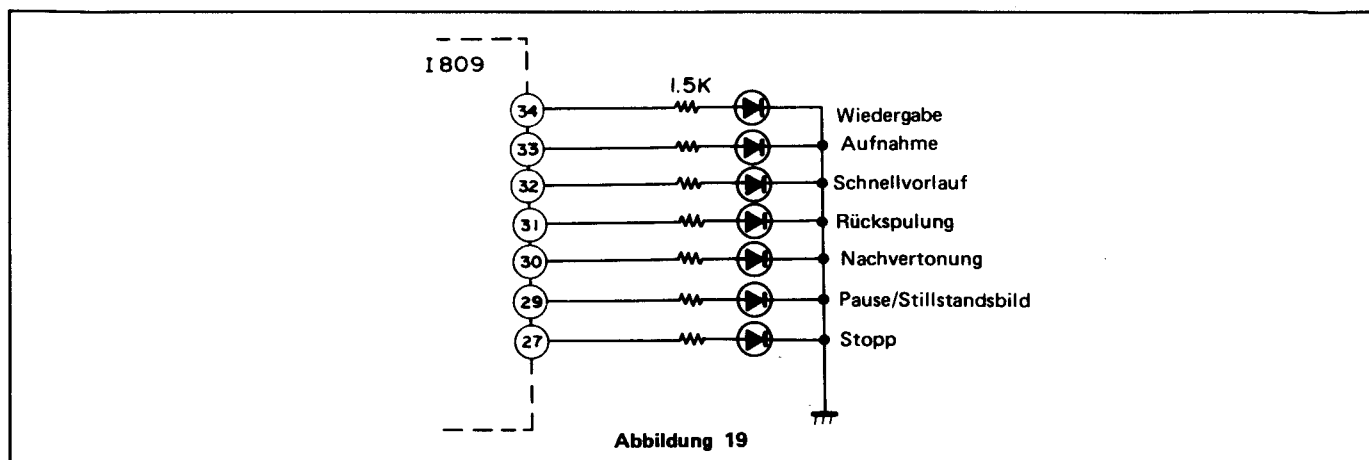 I 809
1.5K
34 Wiedergabe
33 Aufnahme
32 Schnellvorlauf
31 Rückspulung
30 Nachvertonung
29 Pause/Stillstandsbild
27 Stopp
Abbildung 19